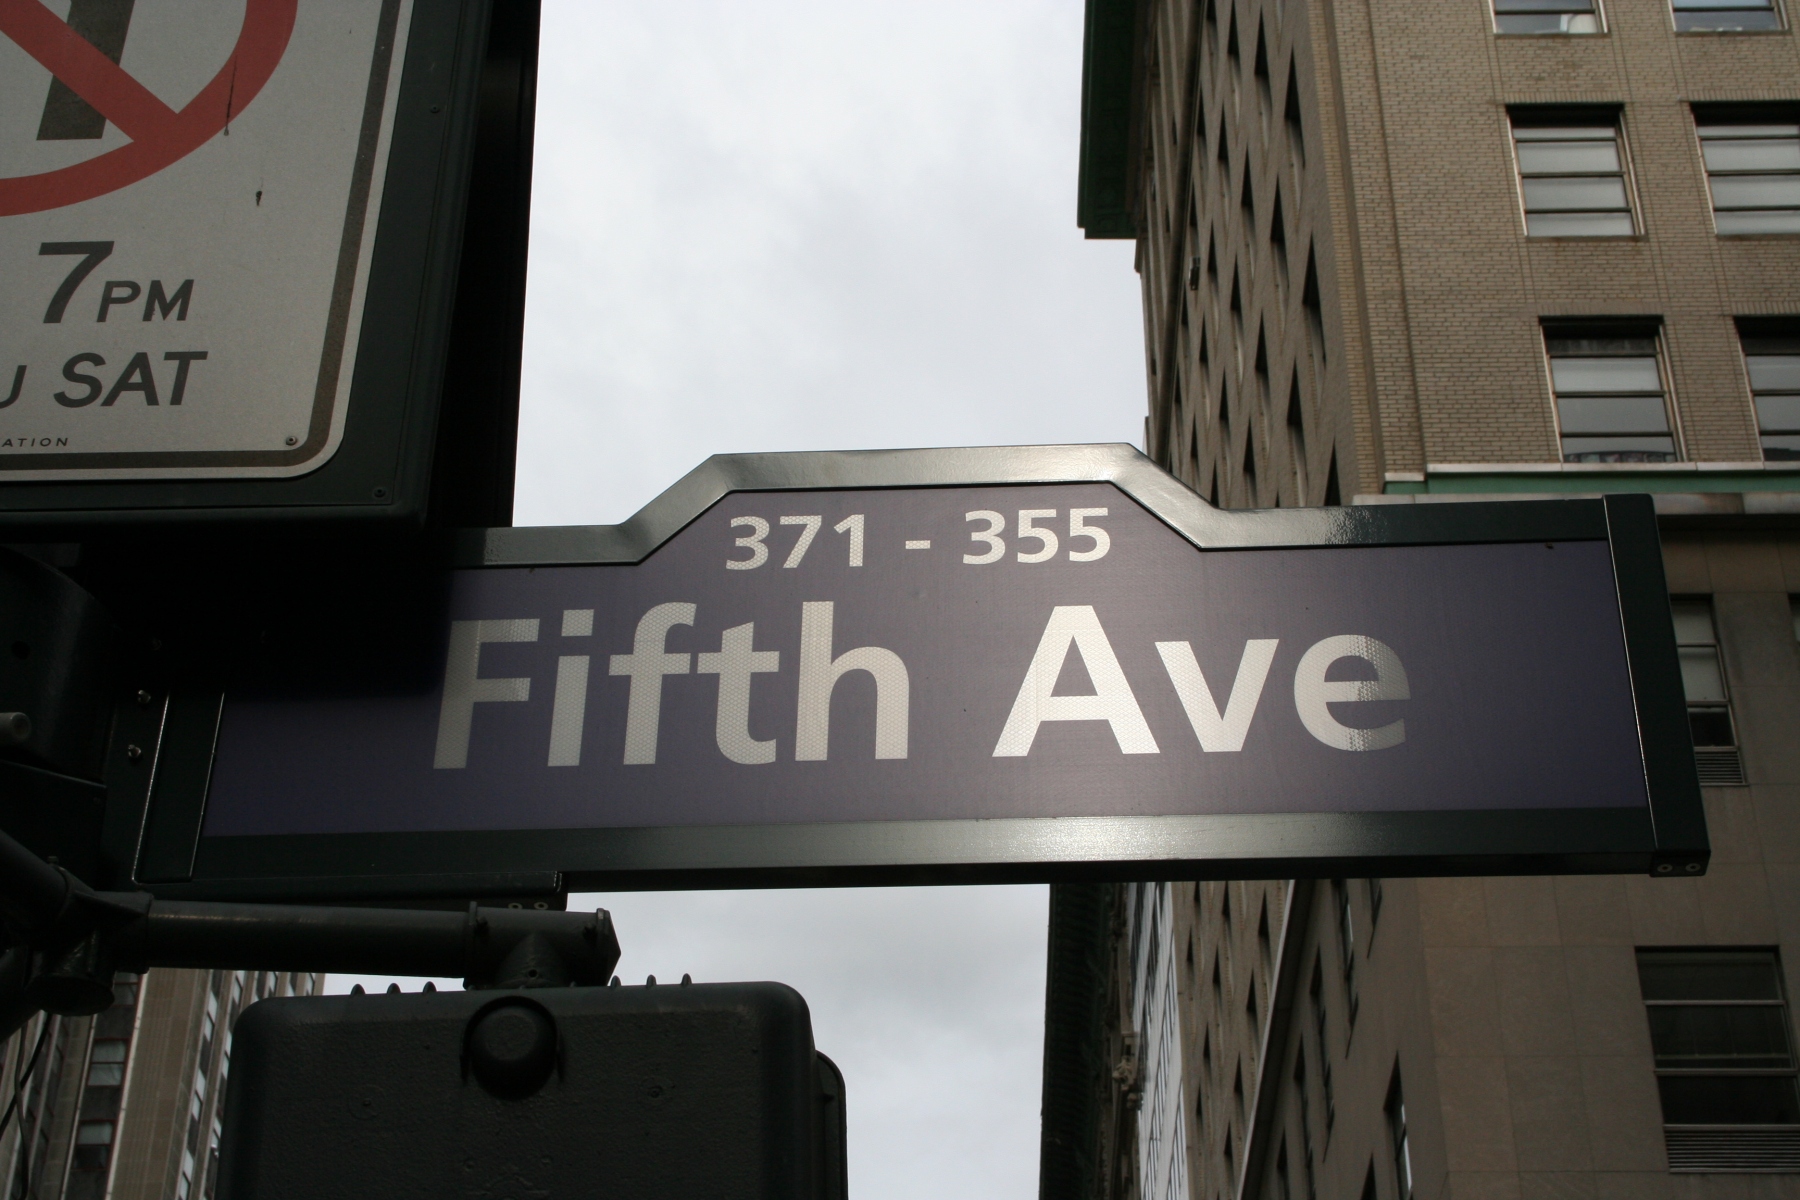 7PM
SAT
371 - 355
Fifth Ave